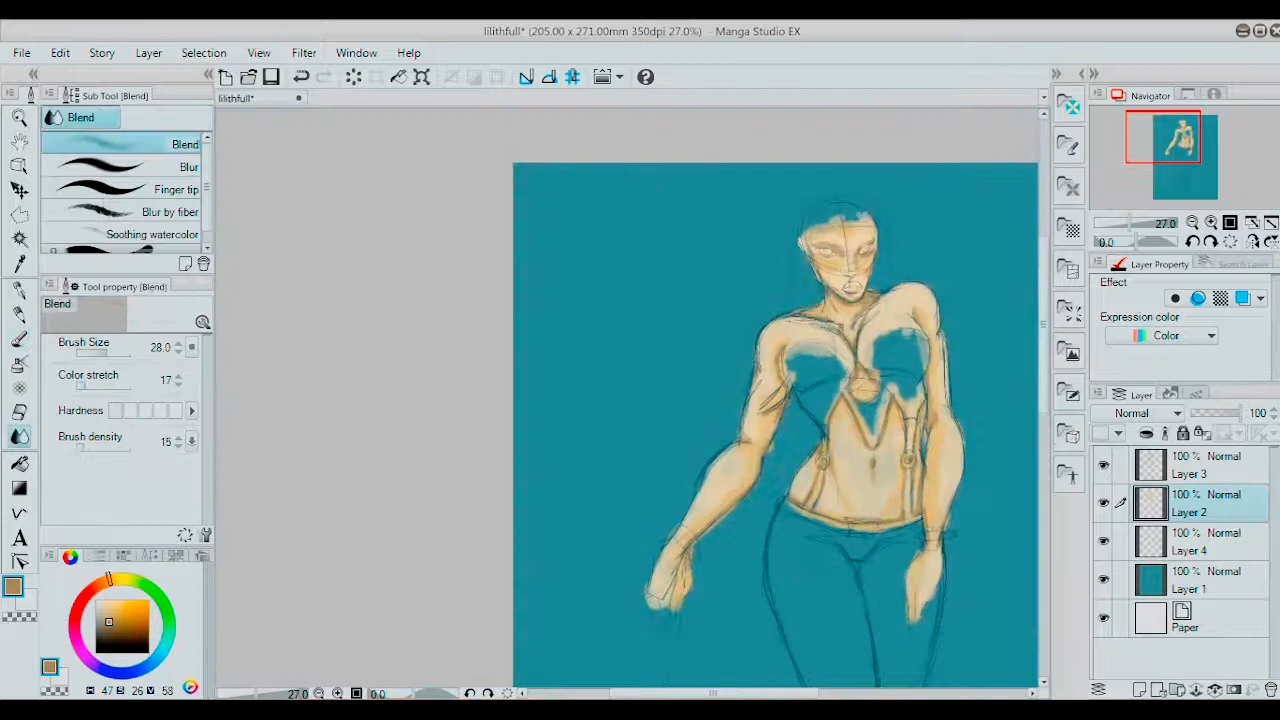 lilithfull* (205.00 x 271.00mm 350dpi 27.0%) - Manga Studio EX
File Edit Story Layer Selection View Filter Window Help
Sub Tool [Blend]
lilithfull*
Navigator
Blend
Blend
Blur
Finger tip
Blur by fiber
Soothing watercolor
27.0
0.0
Tool property [Blend]
Layer Property Search Layer
Blend
Effect
Expression color
Color
Brush Size 28.0
Color stretch 17
Hardness
Brush density 15
Layer
Normal 100
100 % Normal
Layer 3
100 % Normal
Layer 2
100 % Normal
Layer 4
100 % Normal
Layer 1
Paper
H 47 S 26 V 58
27.0 0.0